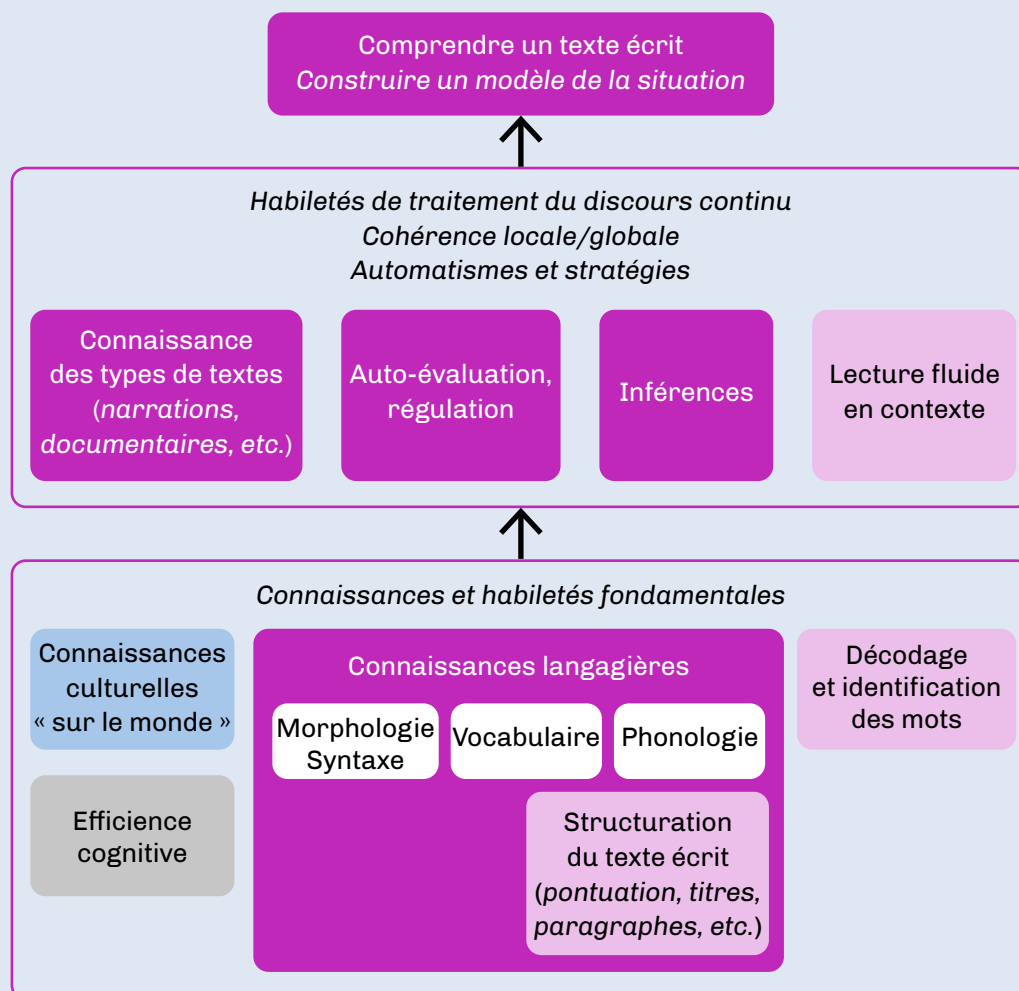 Comprendre un texte écrit
Construire un modèle de la situation
Habiletés de traitement du discours continu
Cohérence locale/globale
Automatismes et stratégies
Connaissance
des types de textes
(narrations,
documentaires, etc.)
Auto-évaluation,
régulation
Inférences
Lecture fluide
en contexte
Connaissances et habiletés fondamentales
Connaissances
culturelles
« sur le monde »
Efficience
cognitive
Connaissances langagières
Morphologie
Syntaxe
Vocabulaire
Phonologie
Structuration
du texte écrit
(pontuation, titres,
paragraphes, etc.)
Décodage
et identification
des mots